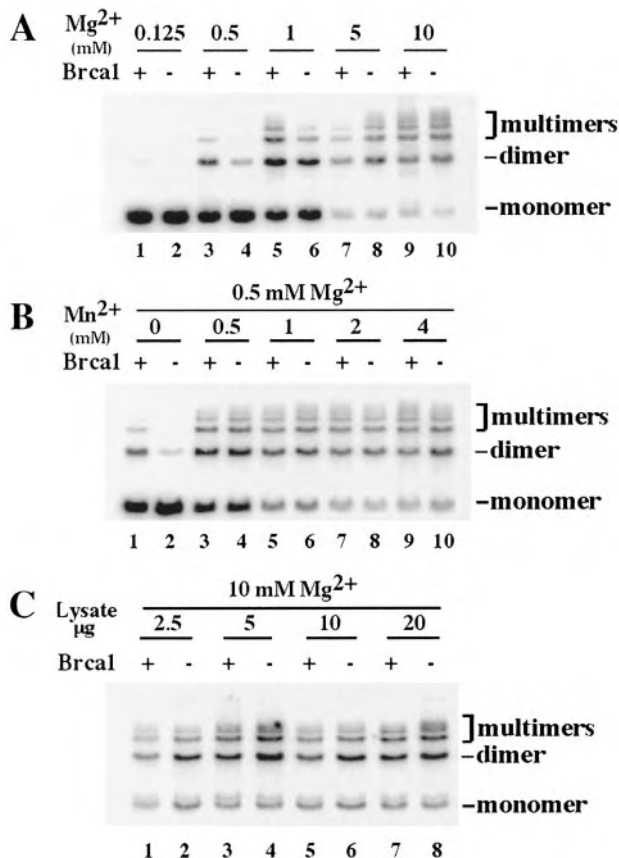 A
Mg2+ (mM) 0.125 0.5 1 5 10
Brca1 + - + - + - + - + -
multimers
dimer
monomer
1 2 3 4 5 6 7 8 9 10
B
0.5 mM Mg2+
Mn2+ (mM) 0 0.5 1 2 4
Brca1 + - + - + - + - + -
multimers
dimer
monomer
1 2 3 4 5 6 7 8 9 10
C
10 mM Mg2+
Lysate µg 2.5 5 10 20
Brca1 + - + - + - + -
multimers
dimer
monomer
1 2 3 4 5 6 7 8